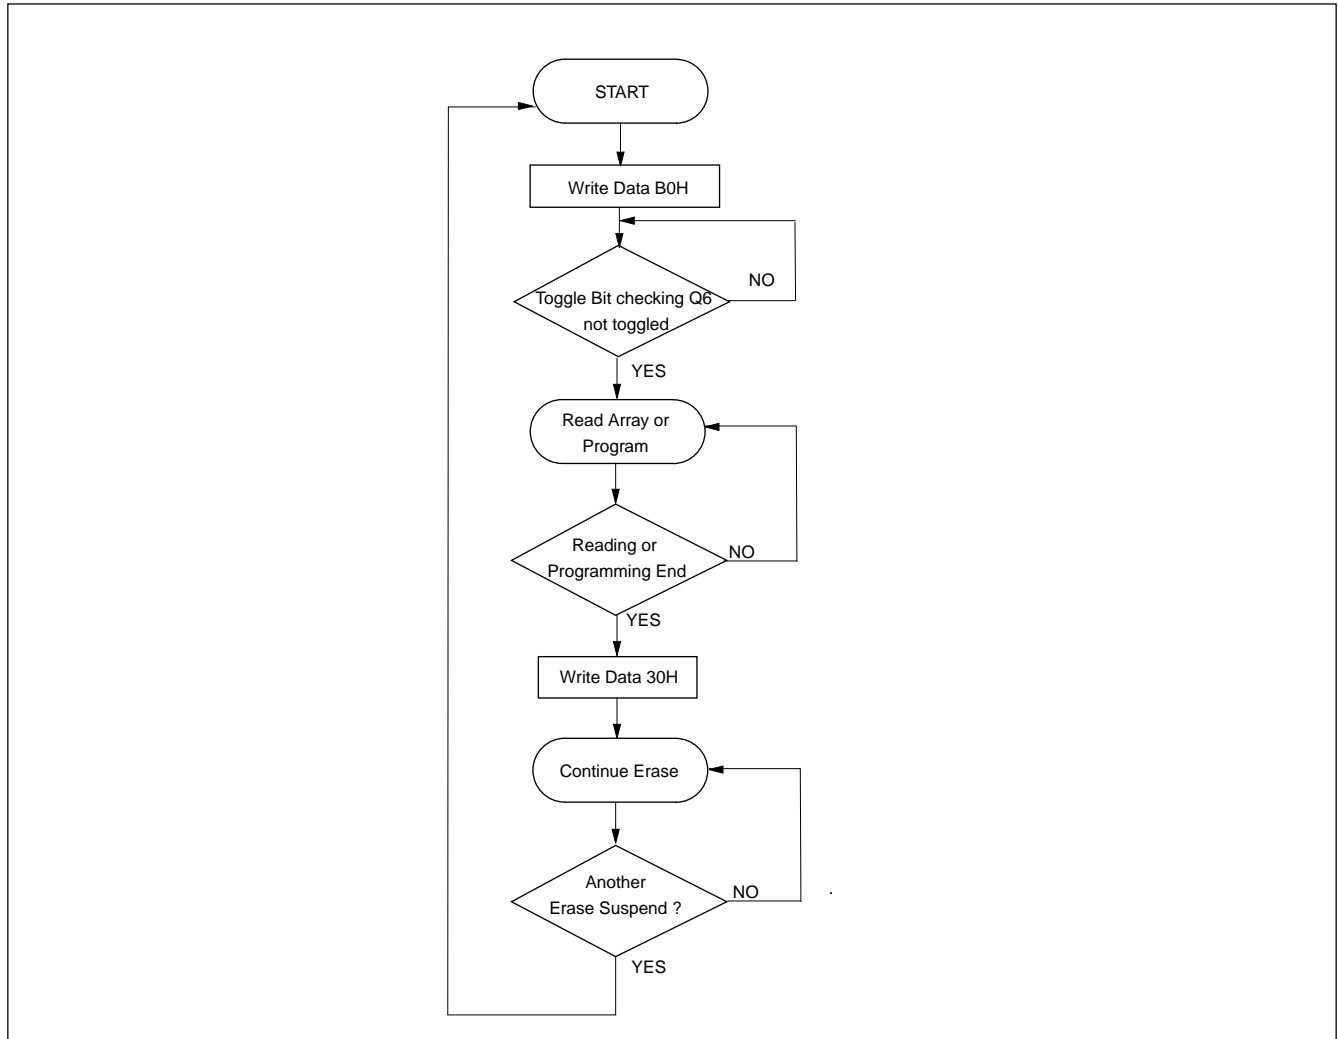 START
Write Data B0H
NO
Toggle Bit checking Q6
not toggled
YES
Read Array or
Program
Reading or
NO
Programming End
YES
Write Data 30H
Continue Erase
Another
NO
Erase Suspend ?
YES